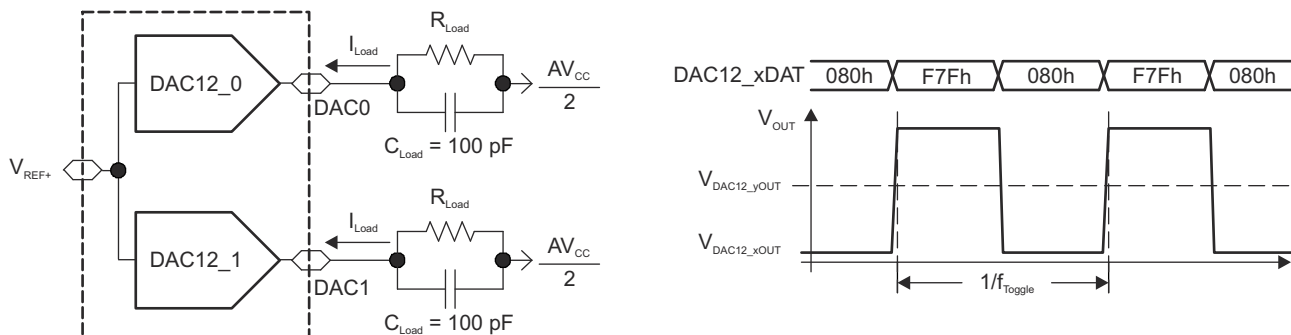 R_Load
I_Load
AV_CC
DAC12_0
2
DAC0
C_Load = 100 pF
V_REF+
R_Load
I_Load
AV_CC
DAC12_1
2
DAC1
C_Load = 100 pF
DAC12_xDAT 080h F7Fh 080h F7Fh 080h
V_OUT
V_DAC12_yOUT
V_DAC12_xOUT
1/f_Toggle